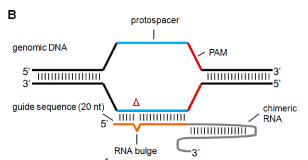 B
protospacer
genomic DNA
PAM
5' 3'
3' 5'
guide sequence (20 nt) Δ chimeric
RNA
5'
RNA bulge
3'